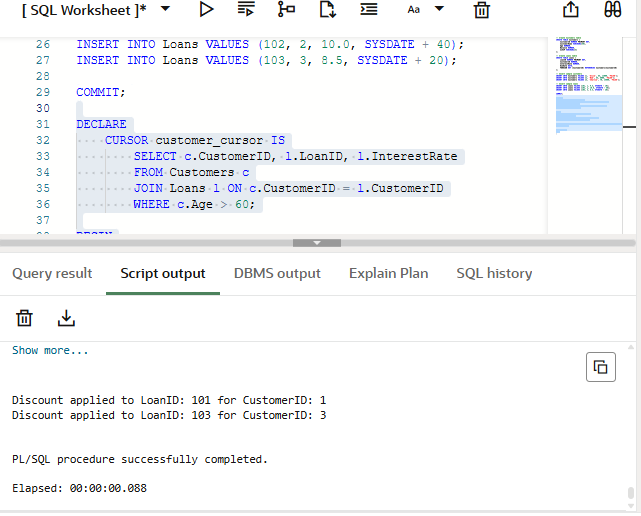 [ SQL Worksheet ]* Aa
26 INSERT INTO Loans VALUES (102, 2, 10.0, SYSDATE + 40);
27 INSERT INTO Loans VALUES (103, 3, 8.5, SYSDATE + 20);
28
29 COMMIT;
30
31 DECLARE
32 CURSOR customer_cursor IS
33 SELECT c.CustomerID, l.LoanID, l.InterestRate
34 FROM Customers c
35 JOIN Loans l ON c.CustomerID = l.CustomerID
36 WHERE c.Age > 60;
37
38 BEGIN
Query result Script output DBMS output Explain Plan SQL history
Show more...
Discount applied to LoanID: 101 for CustomerID: 1
Discount applied to LoanID: 103 for CustomerID: 3
PL/SQL procedure successfully completed.
Elapsed: 00:00:00.088